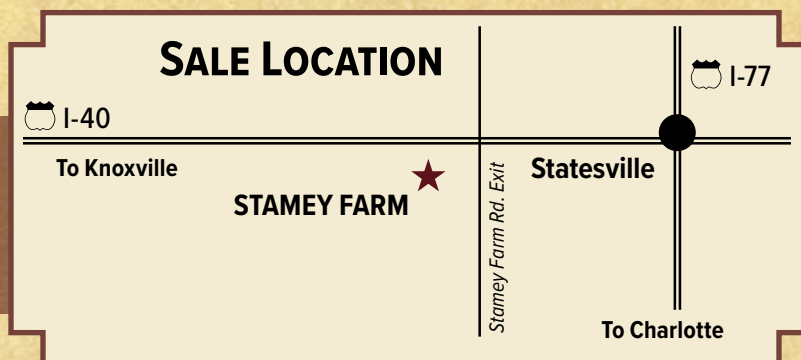 SALE LOCATION
I-77
I-40
To Knoxville
Statesville
STAMEY FARM
Stamey Farm Rd. Exit
To Charlotte